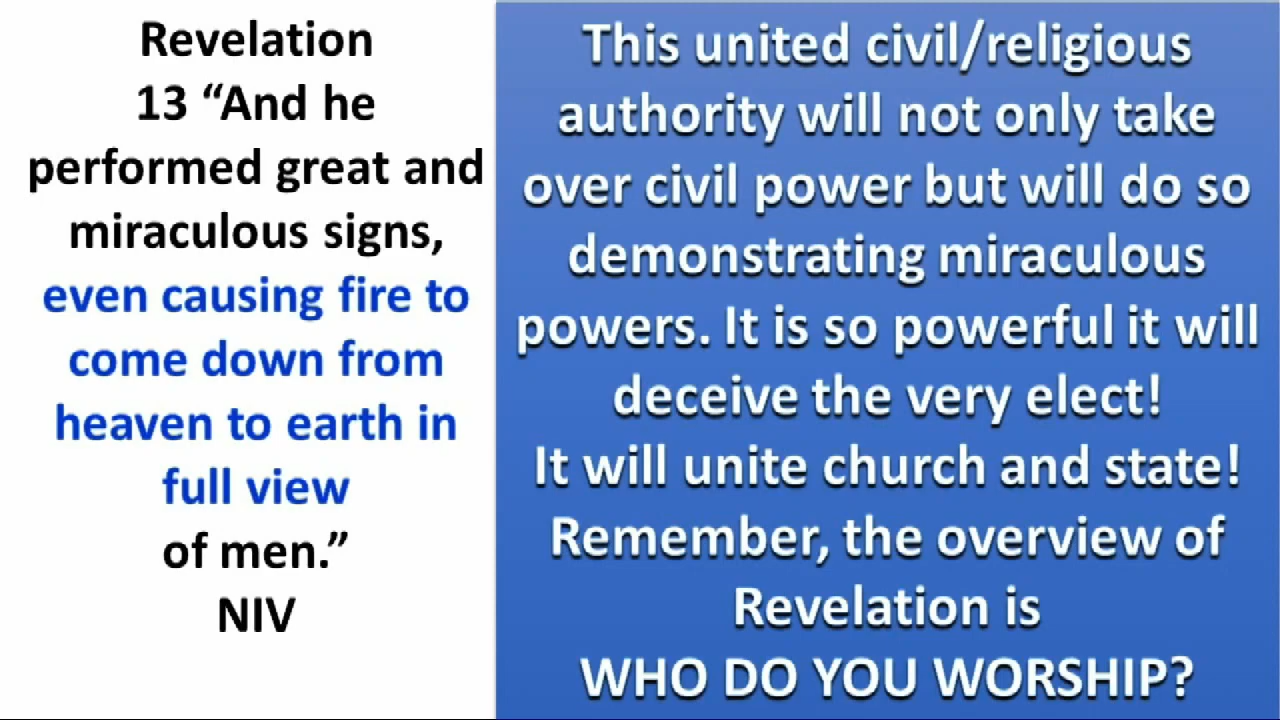 Revelation
13 “And he
performed great and
miraculous signs,
even causing fire to
come down from
heaven to earth in
full view
of men.”
NIV
This united civil/religious
authority will not only take
over civil power but will do so
demonstrating miraculous
powers. It is so powerful it will
deceive the very elect!
It will unite church and state!
Remember, the overview of
Revelation is
WHO DO YOU WORSHIP?